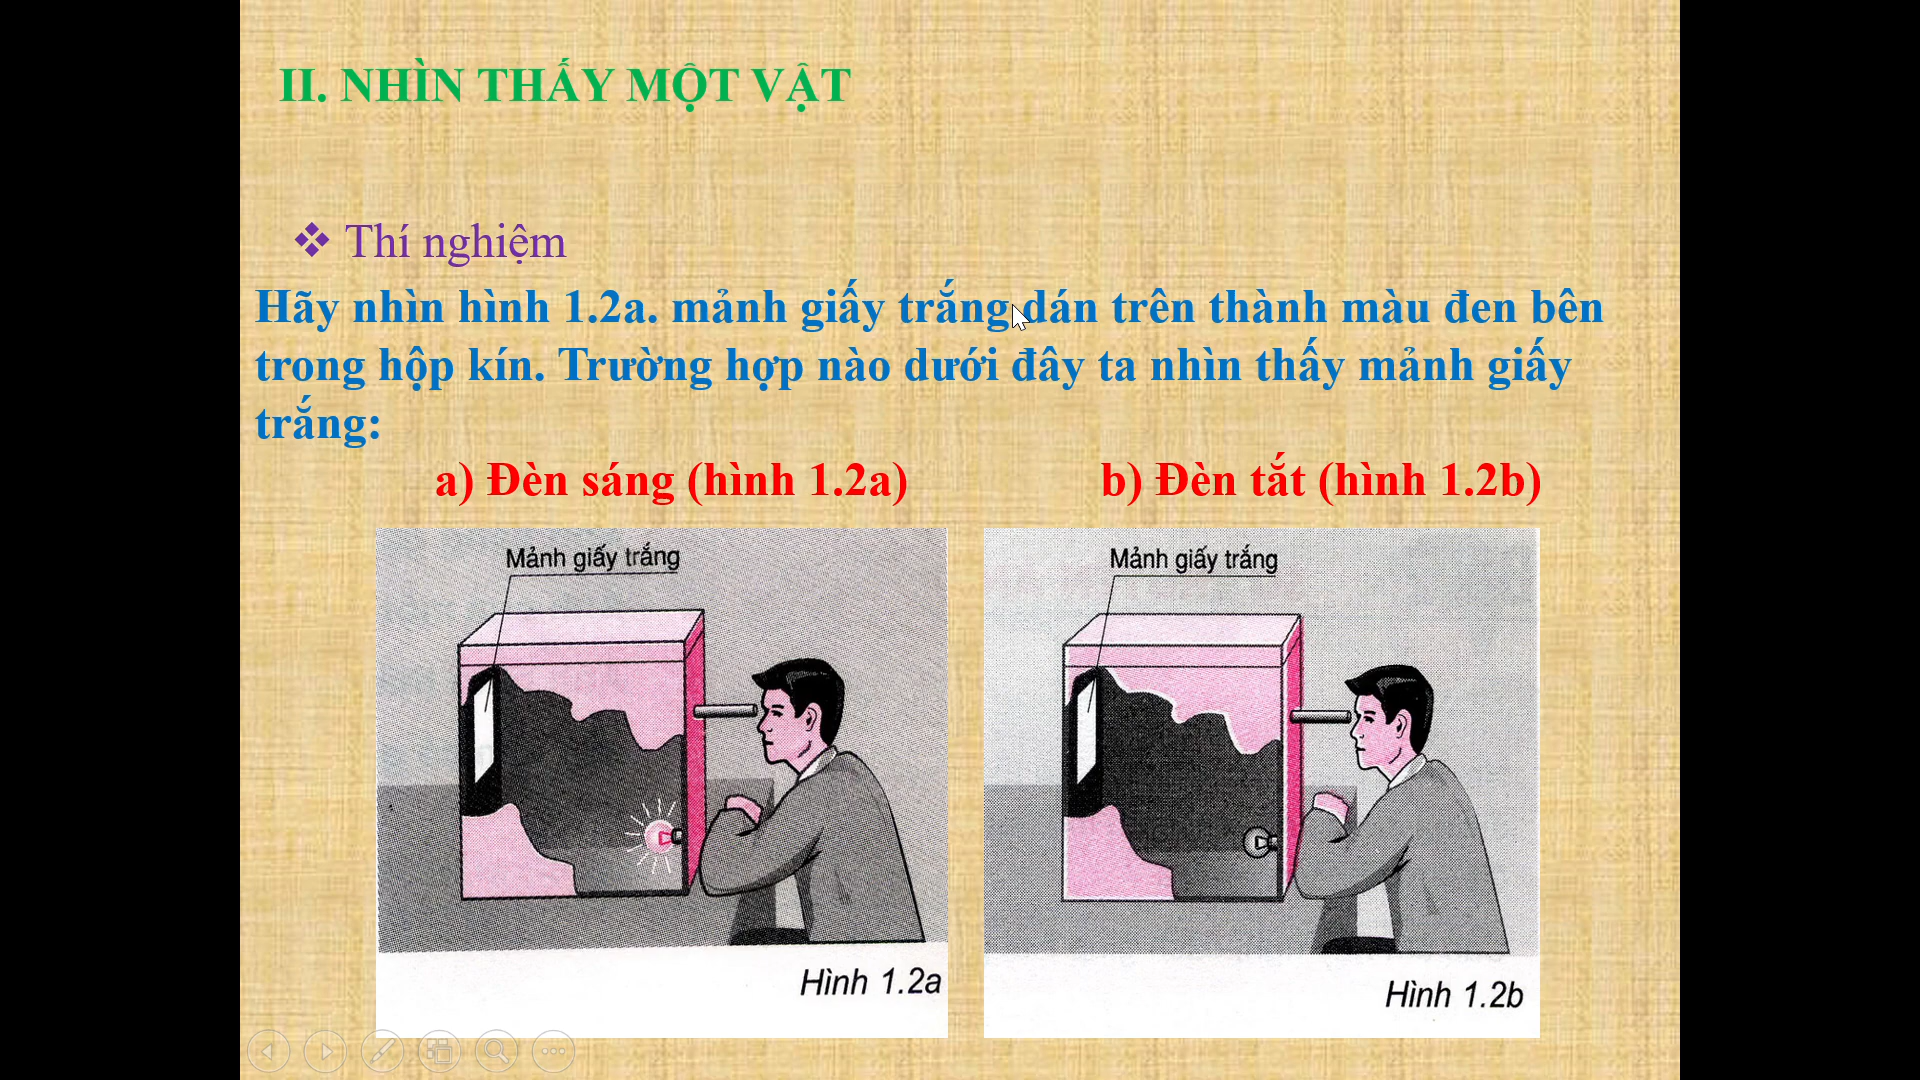 II. NHÌN THẤY MỘT VẬT
❖ Thí nghiệm
Hãy nhìn hình 1.2a. mảnh giấy trắng dán trên thành màu đen bên
trong hộp kín. Trường hợp nào dưới đây ta nhìn thấy mảnh giấy
trắng:
a) Đèn sáng (hình 1.2a)
b) Đèn tắt (hình 1.2b)
Mảnh giấy trắng
Mảnh giấy trắng
Hình 1.2a
Hình 1.2b